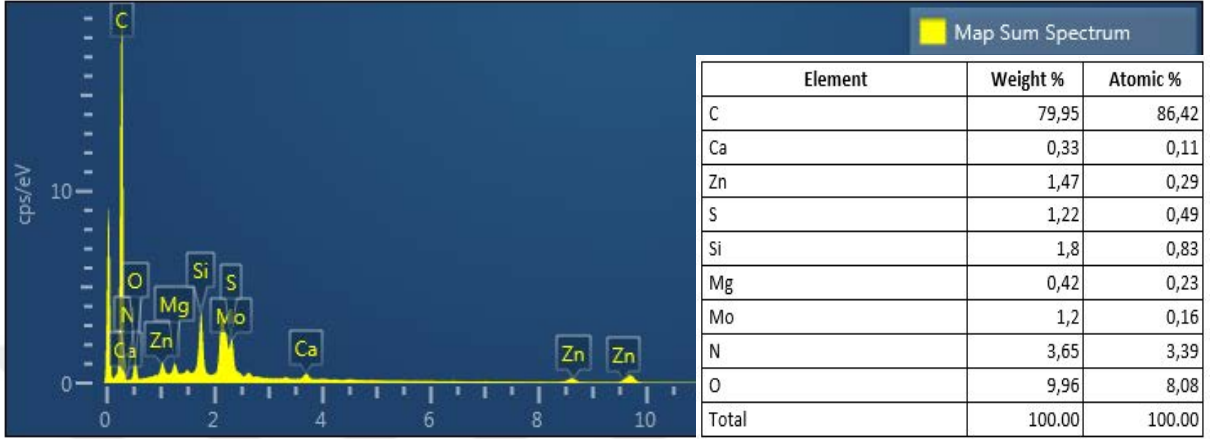 Map Sum Spectrum
C
cps/eV
10
O
Si
S
N
Mg
Mo
Ca
Zn
Ca
Zn
Zn
0
0 2 4 6 8 10
Element Weight % Atomic %
C 79,95 86,42
Ca 0,33 0,11
Zn 1,47 0,29
S 1,22 0,49
Si 1,8 0,83
Mg 0,42 0,23
Mo 1,2 0,16
N 3,65 3,39
O 9,96 8,08
Total 100.00 100.00